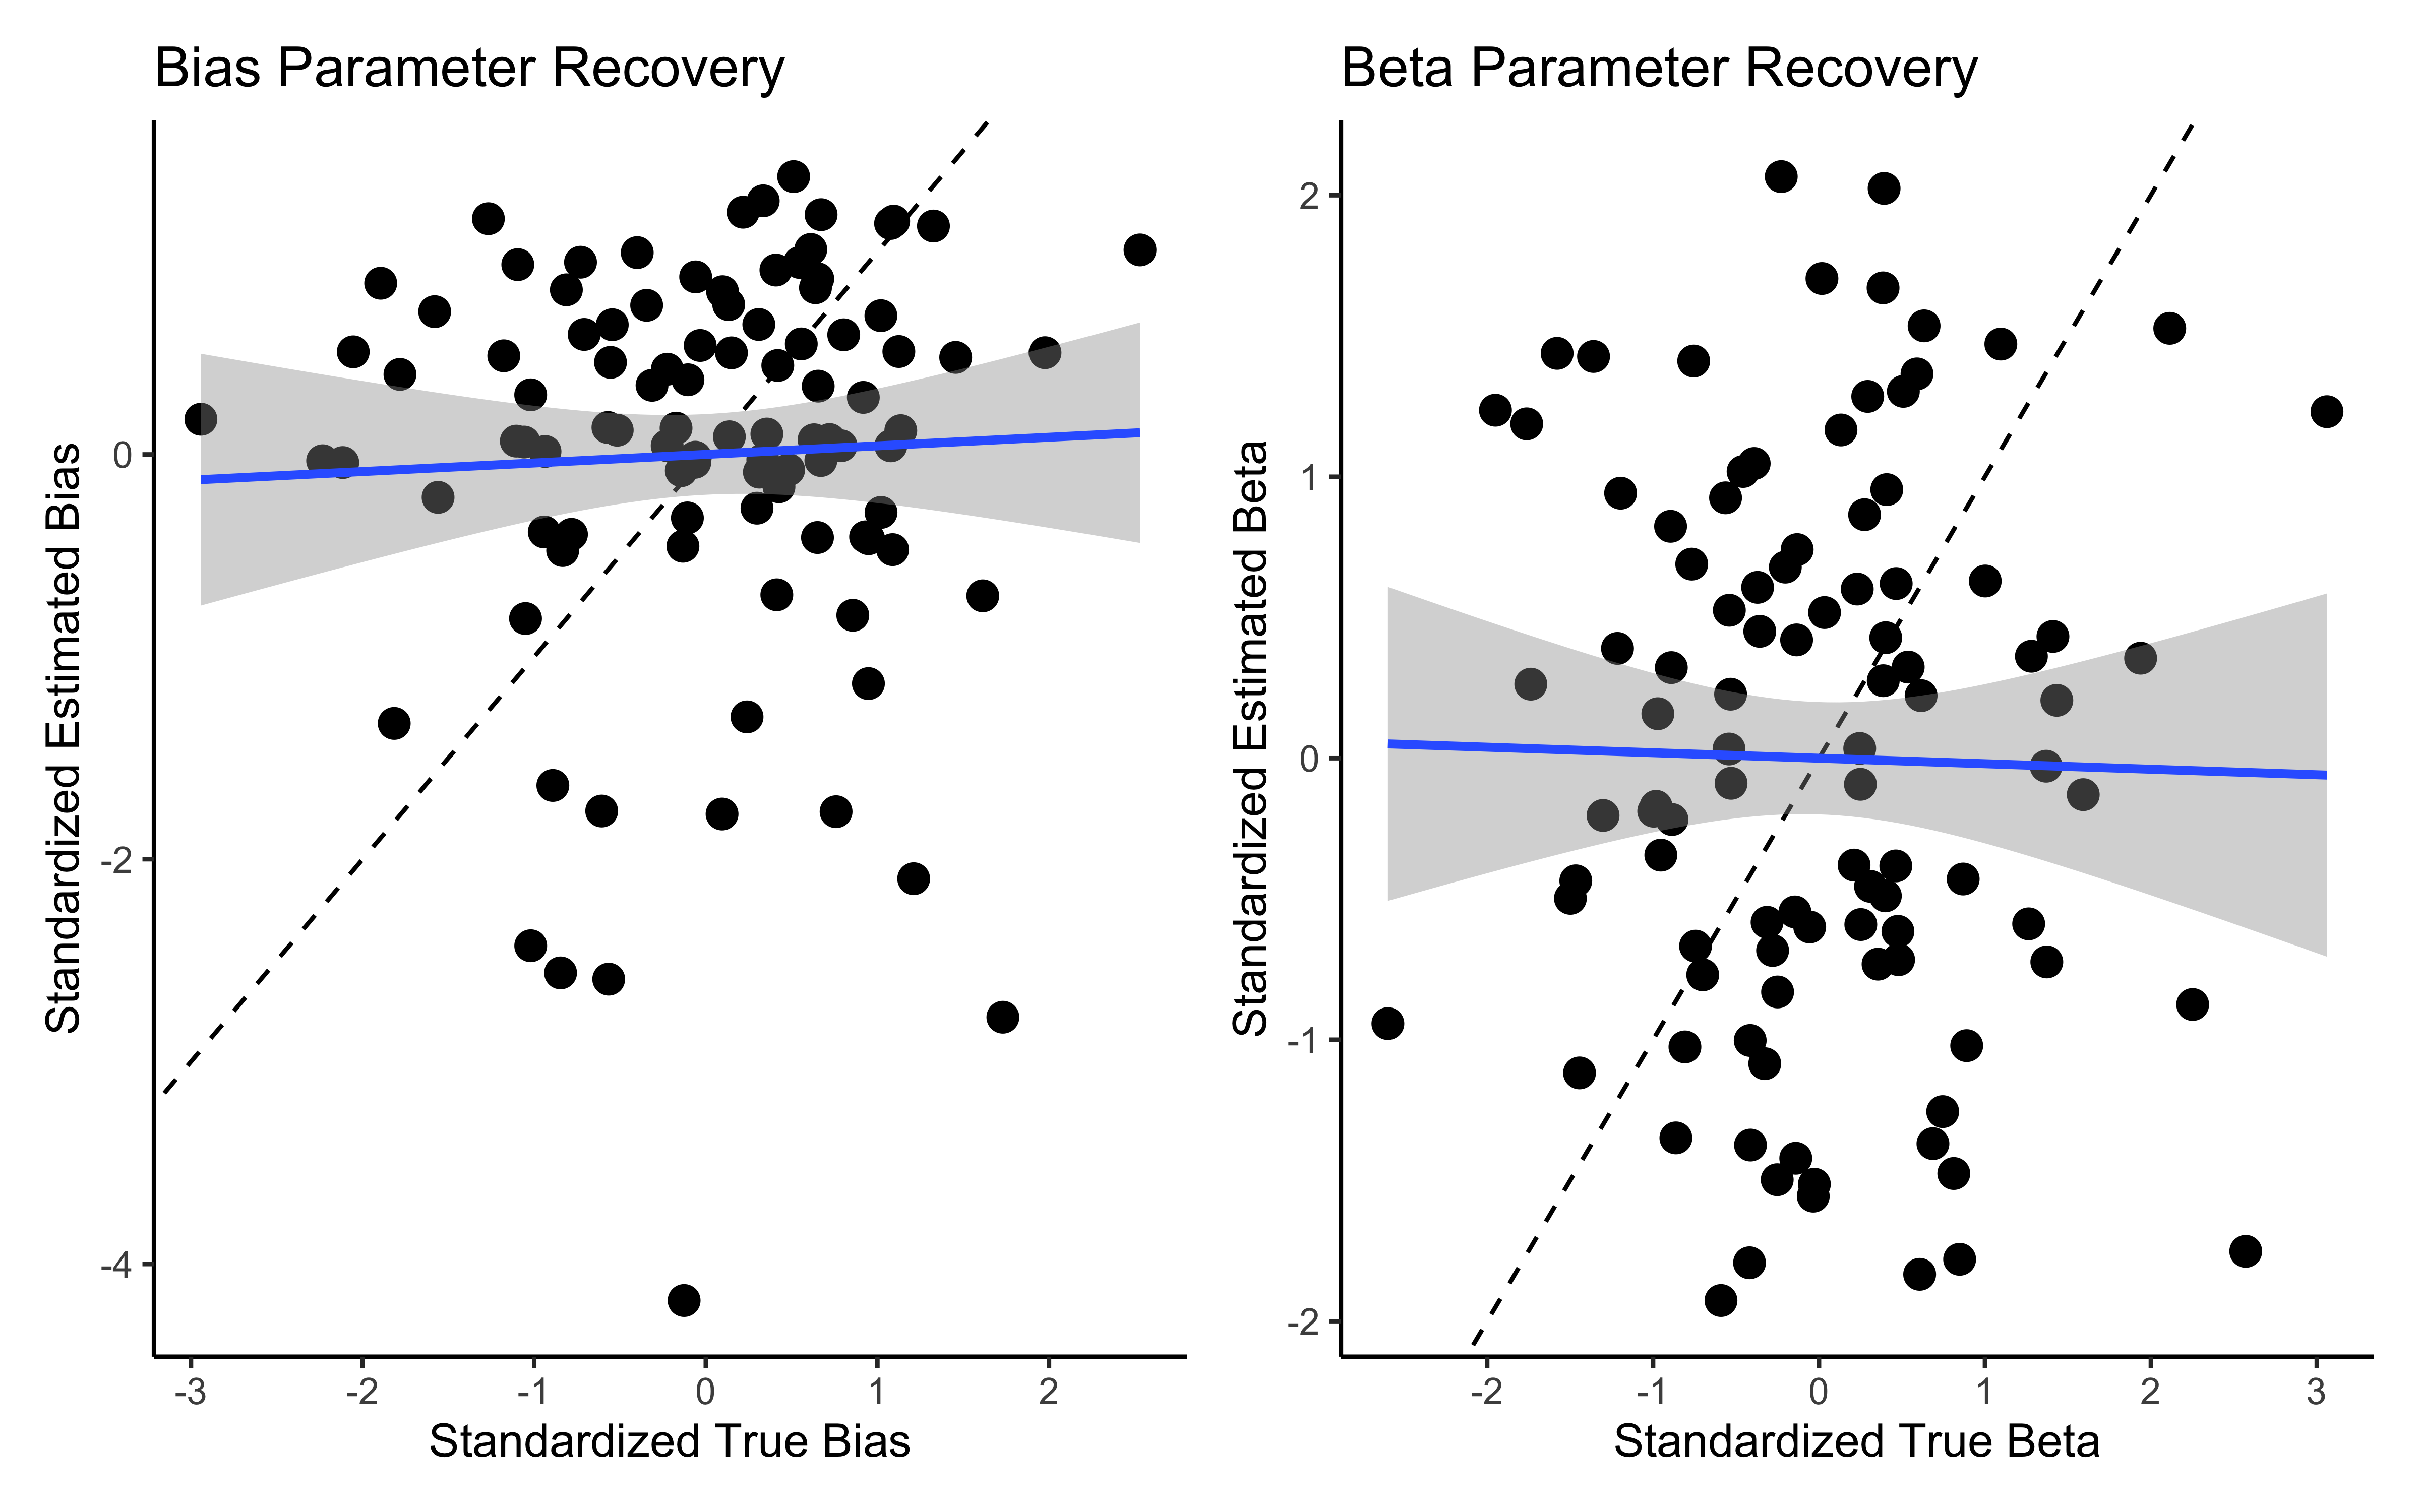 Bias Parameter Recovery
Standardized Estimated Bias
0
-2
-4
-3 -2 -1 0 1 2
Standardized True Bias
Beta Parameter Recovery
Standardized Estimated Beta
2
1
0
-1
-2
-2 -1 0 1 2 3
Standardized True Beta